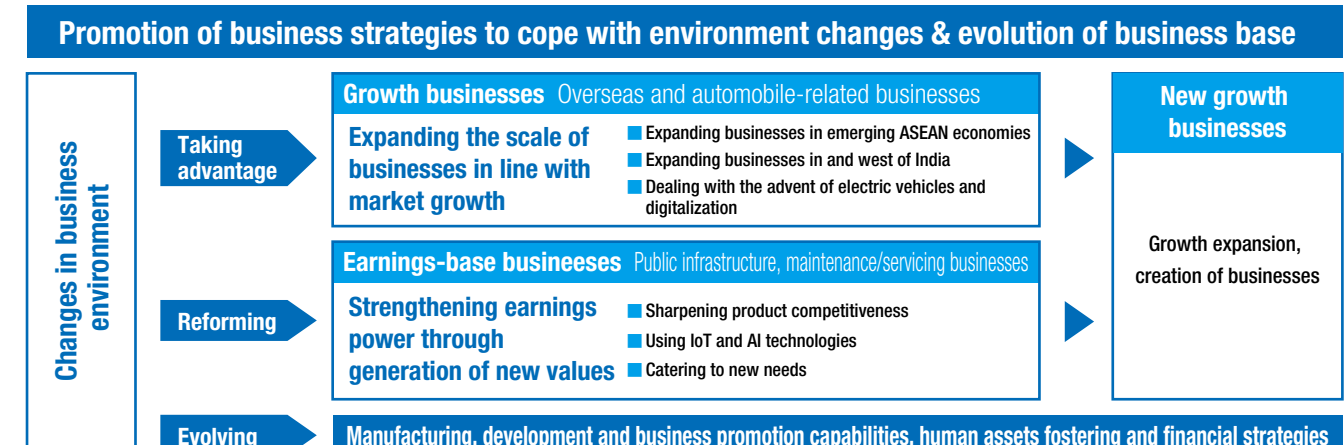 Promotion of business strategies to cope with environment changes & evolution of business base
Changes in business
environment
Taking
advantage
Growth businesses Overseas and automobile-related businesses
Expanding the scale of
businesses in line with
market growth
Expanding businesses in emerging ASEAN economies
Expanding businesses in and west of India
Dealing with the advent of electric vehicles and
digitalization
Reforming
Earnings-base busineeses Public infrastructure, maintenance/servicing businesses
Strengthening earnings
power through
generation of new values
Sharpening product competitiveness
Using IoT and AI technologies
Catering to new needs
New growth
businesses
Growth expansion,
creation of businesses
Evolving
Manufacturing, development and business promotion capabilities, human assets fostering and financial strategies